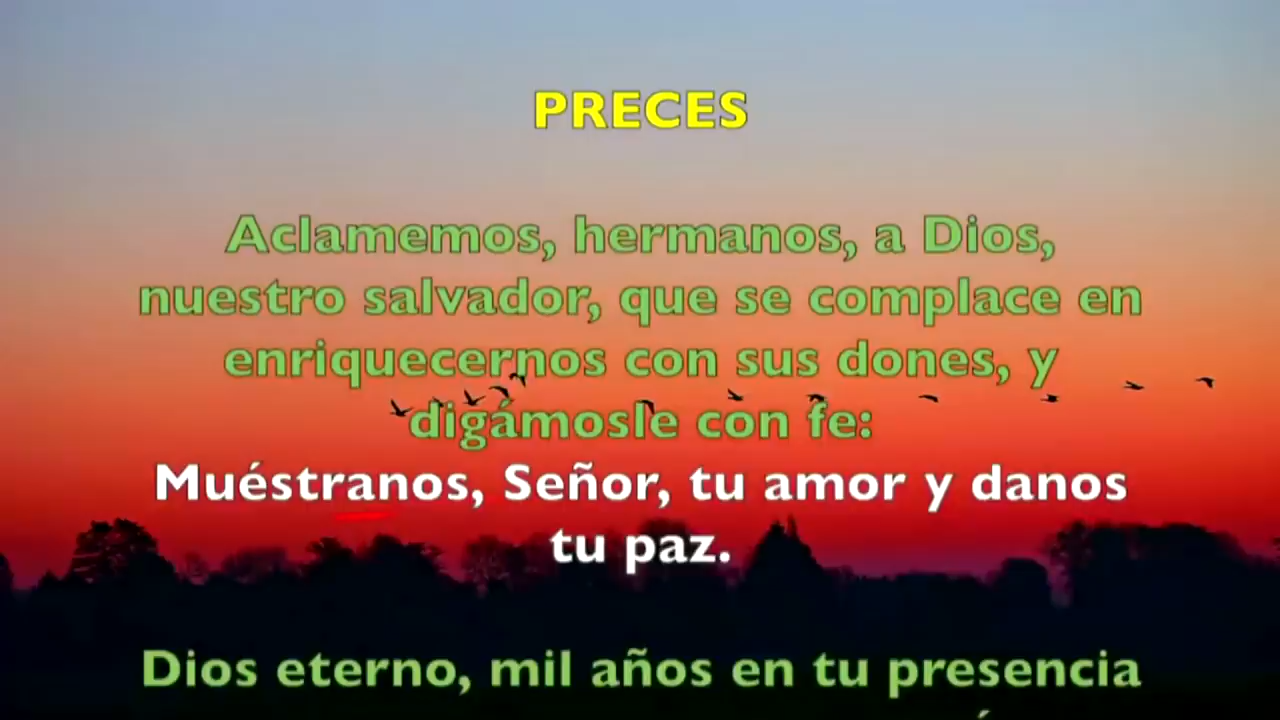 PRECES
Aclamemos, hermanos, a Dios,
nuestro salvador, que se complace en
enriquecernos con sus dones, y
digámosle con fe:
Muéstranos, Señor, tu amor y danos
tu paz.
Dios eterno, mil años en tu presencia